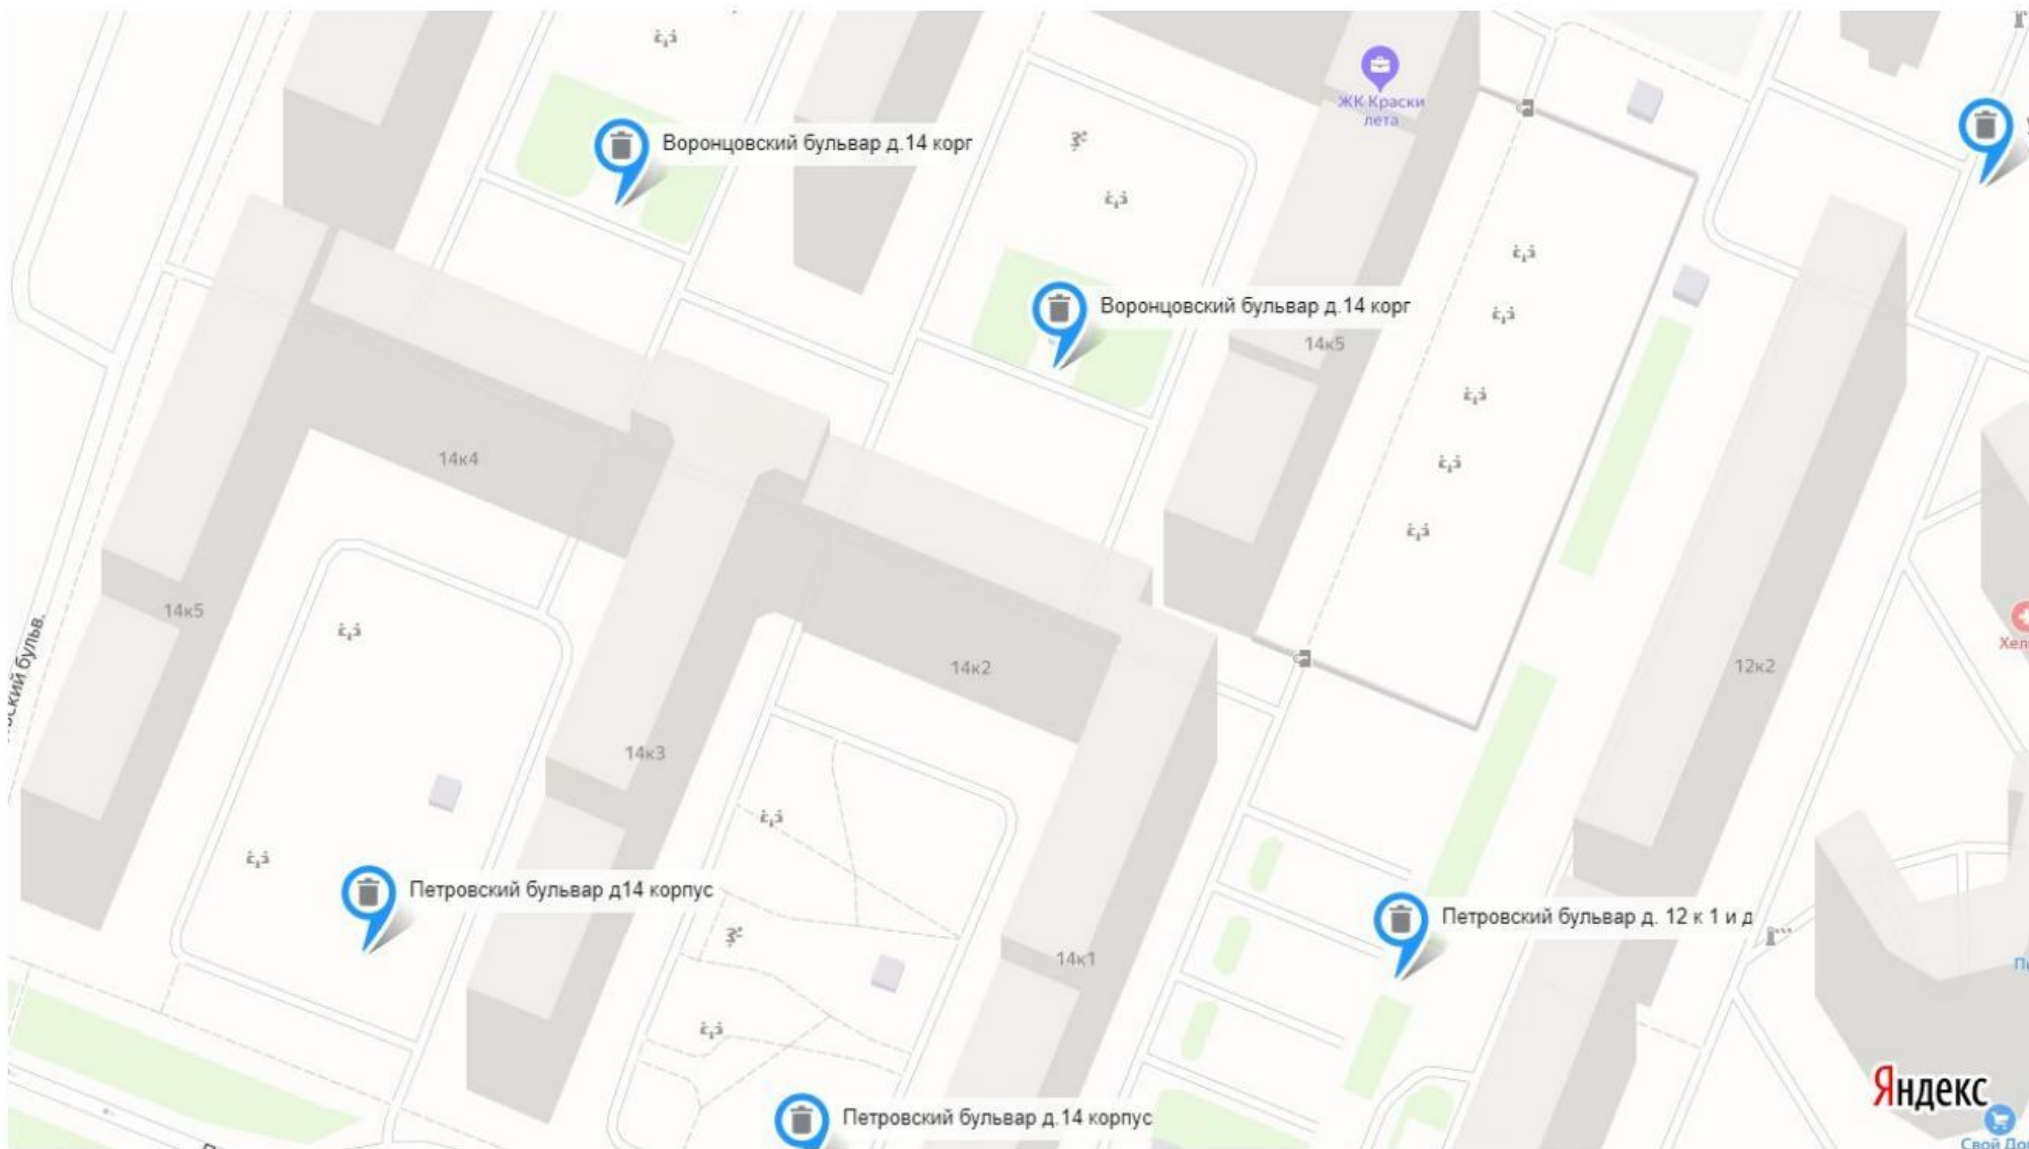 ЖК Краски
лета
Воронцовский бульвар д.14 корг
Воронцовский бульвар д.14 корг
14к5
14к4
14к5
14к2
12к2
14к3
Петровский бульвар д14 корпус
Петровский бульвар д. 12 к 1 и д
14к1
Яндекс
Петровский бульвар д.14 корпус